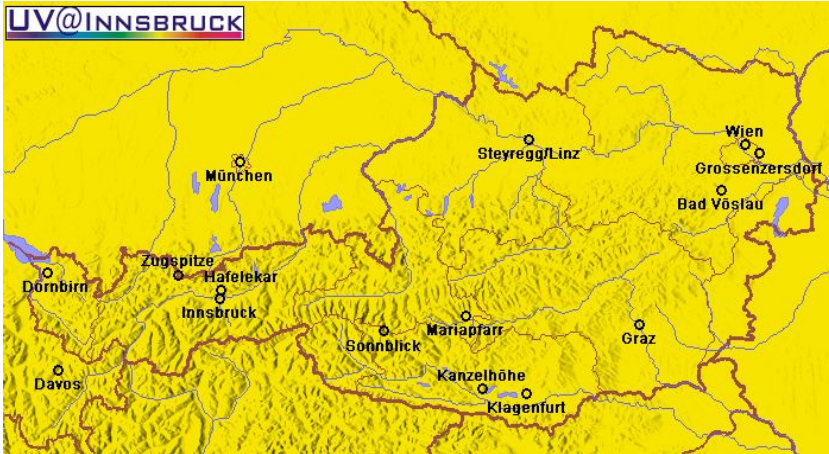 UV@INNSBRUCK
Wien
Steyregg/Linz
Grossenzersdorf
München
Bad Vöslau
Zugspitze
Hafelekar
Dornbirn
Innsbruck
Mariapfarr
Sonnblick
Graz
Davos
Kanzelhöhe
Klagenfurt